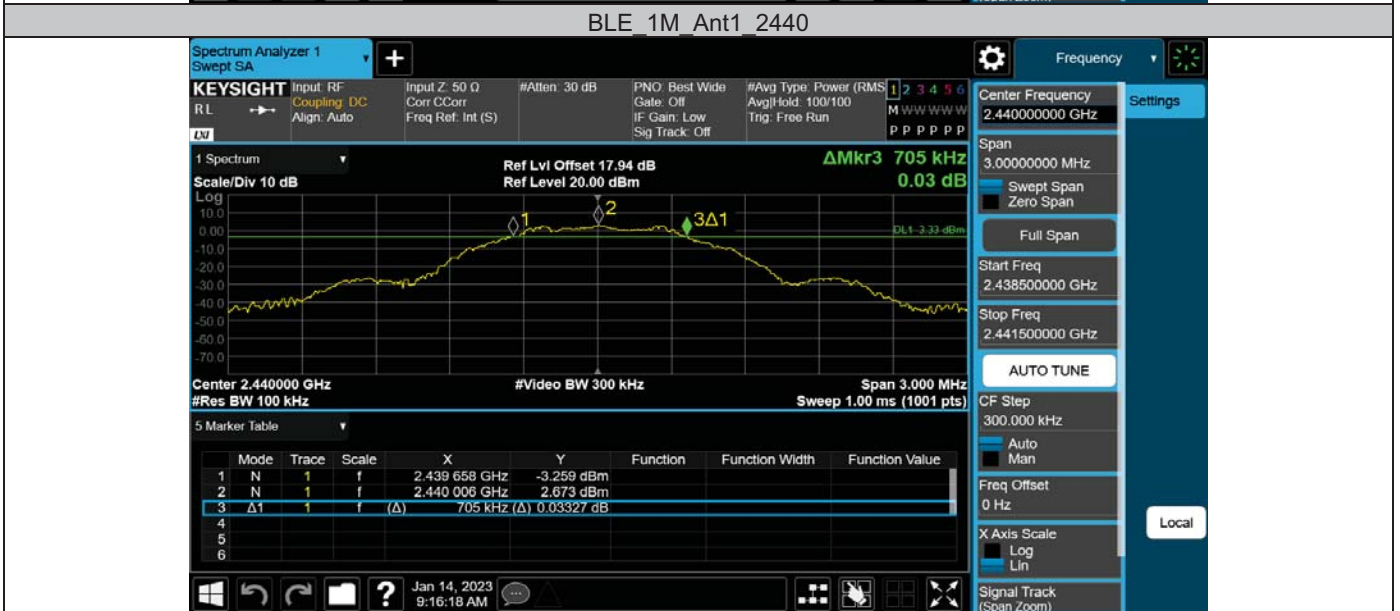 BLE_1M_Ant1_2440
Spectrum Analyzer 1
Swept SA
+
Frequency
KEYSIGHT
RL
LXI
Input: RF
Coupling: DC
Align: Auto
Input Z: 50 Ω
Corr CCorr
Freq Ref: Int (S)
#Atten: 30 dB
PNO: Best Wide
Gate: Off
IF Gain: Low
Sig Track: Off
#Avg Type: Power (RMS
Avg|Hold: 100/100
Trig: Free Run
1 2 3 4 5 6
M W W W W W
P P P P P P
1 Spectrum
Scale/Div 10 dB
Ref Lvl Offset 17.94 dB
Ref Level 20.00 dBm
ΔMkr3 705 kHz
0.03 dB
Log
10.0
0.00
-10.0
-20.0
-30.0
-40.0
-50.0
-60.0
-70.0
1
2
3Δ1
DL1 -3.33 dBm
Center 2.440000 GHz
#Video BW 300 kHz
Span 3.000 MHz
#Res BW 100 kHz
Sweep 1.00 ms (1001 pts)
5 Marker Table
Mode Trace Scale X Y Function Function Width Function Value
1 N 1 f 2.439 658 GHz -3.259 dBm
2 N 1 f 2.440 006 GHz 2.673 dBm
3 Δ1 1 f (Δ) 705 kHz (Δ) 0.03327 dB
4
5
6
?
Jan 14, 2023
9:16:18 AM
Center Frequency
2.440000000 GHz
Settings
Span
3.00000000 MHz
Swept Span
Zero Span
Full Span
Start Freq
2.438500000 GHz
Stop Freq
2.441500000 GHz
AUTO TUNE
CF Step
300.000 kHz
Auto
Man
Freq Offset
0 Hz
X Axis Scale
Log
Lin
Local
Signal Track
(Span Zoom)